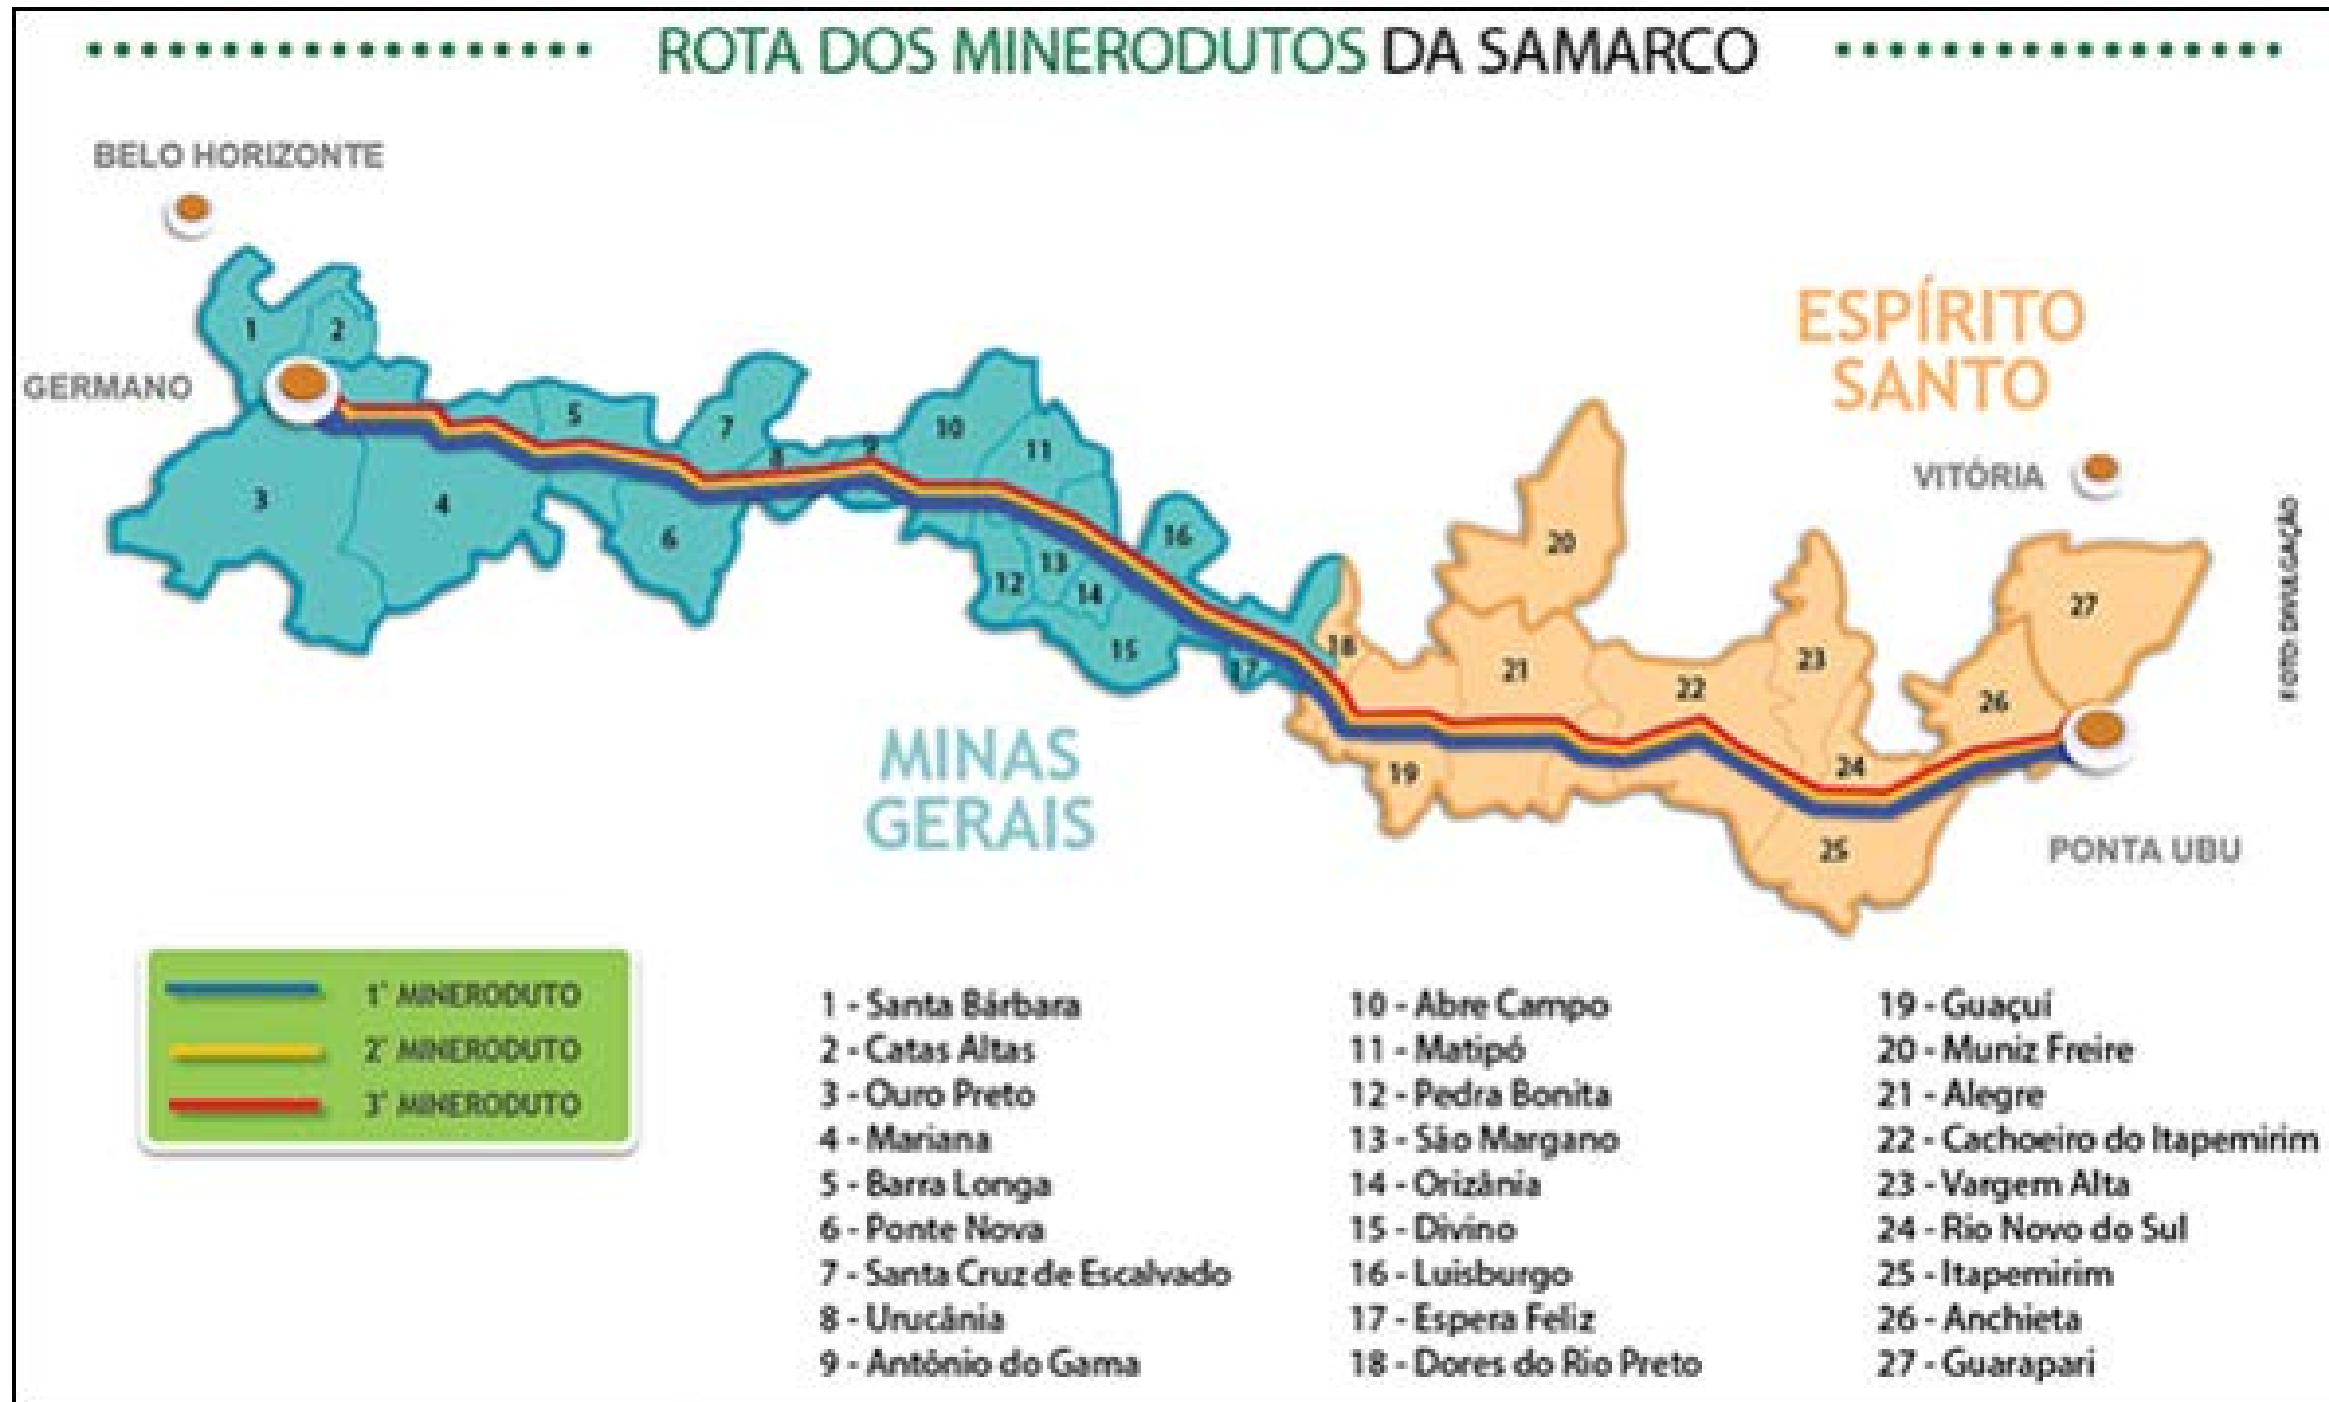 ROTA DOS MINERODUTOS DA SAMARCO
BELO HORIZONTE
GERMANO
ESPÍRITO
SANTO
VITÓRIA
FOTO: DIVULGAÇÃO
1
2
3
4
5
6
7
8
9
10
11
12
13
14
15
16
17
18
19
20
21
22
23
24
25
26
27
MINAS
GERAIS
PONTA UBU
1° MINERODUTO
2° MINERODUTO
3° MINERODUTO
1 - Santa Bárbara
2 - Catas Altas
3 - Ouro Preto
4 - Mariana
5 - Barra Longa
6 - Ponte Nova
7 - Santa Cruz de Escalvado
8 - Urucânia
9 - Antônio do Gama
10 - Abre Campo
11 - Matipó
12 - Pedra Bonita
13 - São Margano
14 - Orizânia
15 - Divino
16 - Luisburgo
17 - Espera Feliz
18 - Dores do Rio Preto
19 - Guaçuí
20 - Muniz Freire
21 - Alegre
22 - Cachoeiro do Itapemirim
23 - Vargem Alta
24 - Rio Novo do Sul
25 - Itapemirim
26 - Anchieta
27 - Guarapari